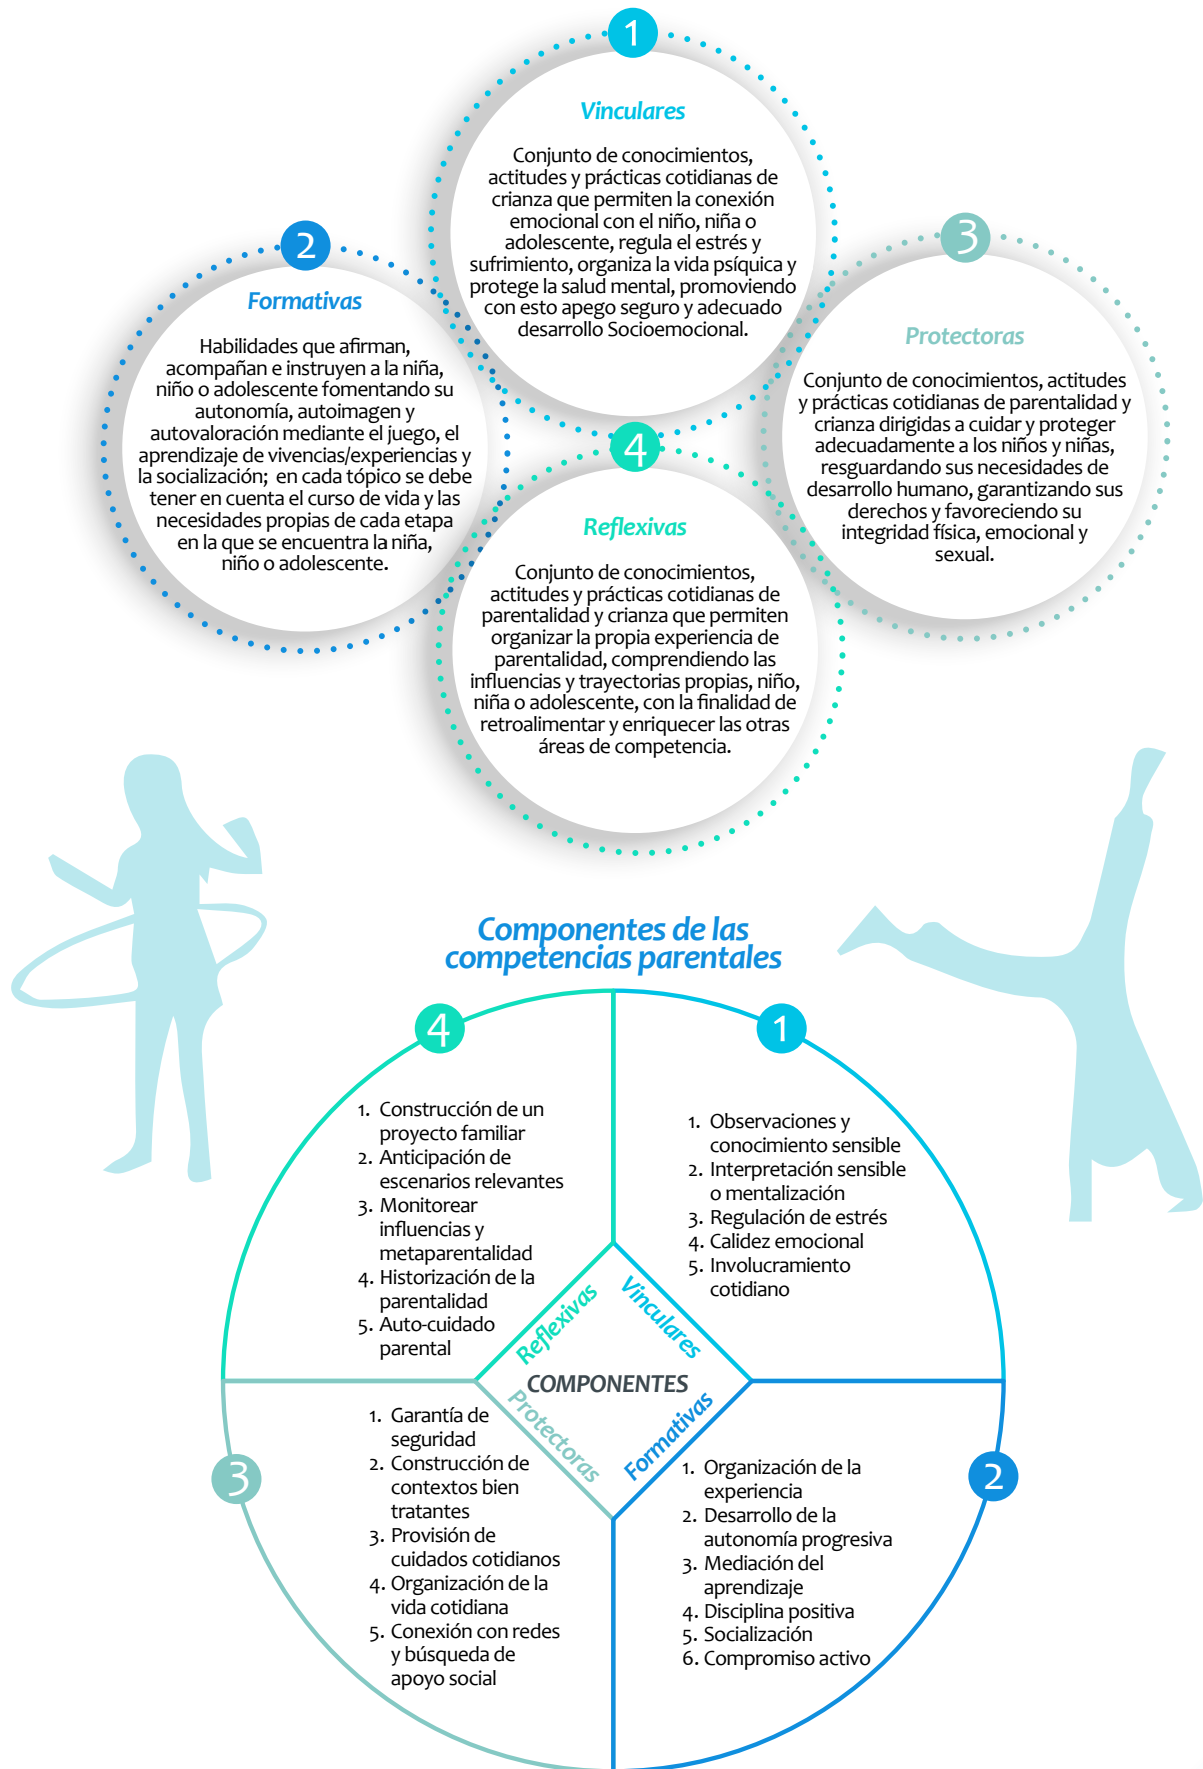 1
Vinculares
Conjunto de conocimientos,
actitudes y prácticas cotidianas de
crianza que permiten la conexión
emocional con el niño, niña o
adolescente, regula el estrés y
sufrimiento, organiza la vida psíquica y
protege la salud mental, promoviendo
con esto apego seguro y adecuado
desarrollo Socioemocional.
2
Formativas
Habilidades que afirman,
acompañan e instruyen a la niña,
niño o adolescente fomentando su
autonomía, autoimagen y
autovaloración mediante el juego, el
aprendizaje de vivencias/experiencias y
la socialización; en cada tópico se debe
tener en cuenta el curso de vida y las
necesidades propias de cada etapa
en la que se encuentra la niña,
niño o adolescente.
3
Protectoras
Conjunto de conocimientos, actitudes
y prácticas cotidianas de parentalidad y
crianza dirigidas a cuidar y proteger
adecuadamente a los niños y niñas,
resguardando sus necesidades de
desarrollo humano, garantizando sus
derechos y favoreciendo su
integridad física, emocional y
sexual.
4
Reflexivas
Conjunto de conocimientos,
actitudes y prácticas cotidianas de
parentalidad y crianza que permiten
organizar la propia experiencia de
parentalidad, comprendiendo las
influencias y trayectorias propias, niño,
niña o adolescente, con la finalidad de
retroalimentar y enriquecer las otras
áreas de competencia.
Componentes de las
competencias parentales
4
1. Construcción de un
proyecto familiar
2. Anticipación de
escenarios relevantes
3. Monitorear
influencias y
metaparentalidad
4. Historización de la
parentalidad
5. Auto-cuidado
parental
1
1. Observaciones y
conocimiento sensible
2. Interpretación sensible
o mentalización
3. Regulación de estrés
4. Calidez emocional
5. Involucramiento
cotidiano
Reflexivas
Vinculares
COMPONENTES
Protectoras
Formativas
3
1. Garantía de
seguridad
2. Construcción de
contextos bien
tratantes
3. Provisión de
cuidados cotidianos
4. Organización de la
vida cotidiana
5. Conexión con redes
y búsqueda de
apoyo social
2
1. Organización de la
experiencia
2. Desarrollo de la
autonomía progresiva
3. Mediación del
aprendizaje
4. Disciplina positiva
5. Socialización
6. Compromiso activo